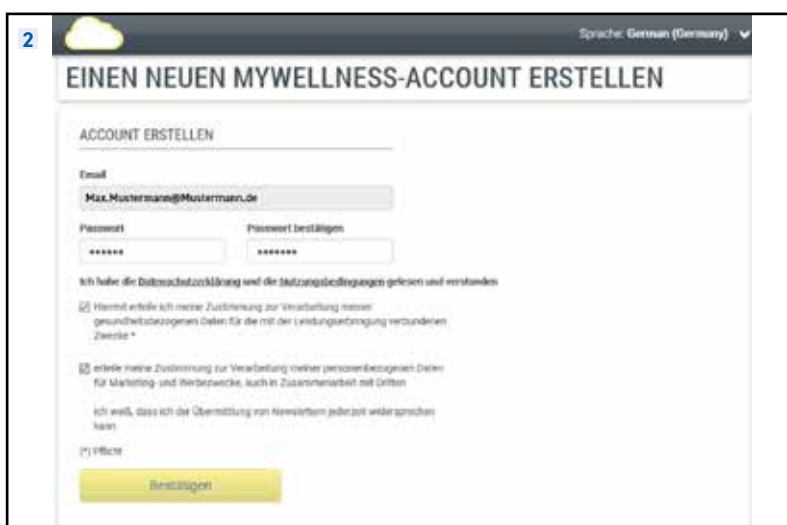 2
Sprache: German (Germany)
EINEN NEUEN MYWELLNESS-ACCOUNT ERSTELLEN
ACCOUNT ERSTELLEN
Email
Max.Mustermann@Mustermann.de
Passwort Passwort bestätigen
•••••• •••••••
Ich habe die Datenschutzerklärung und die Nutzungsbedingungen gelesen und verstanden
Hiermit erteile ich meine Zustimmung zur Verarbeitung meiner
gesundheitsbezogenen Daten für die mit der Leistungserbringung verbundenen
Zwecke *
erteile meine Zustimmung zur Verarbeitung meiner personenbezogenen Daten
für Marketing- und Werbezwecke, auch in Zusammenarbeit mit Dritten
Ich weiß, dass ich der Übermittlung von Newslettern jederzeit widersprechen
kann
(*) Pflicht
Bestätigen